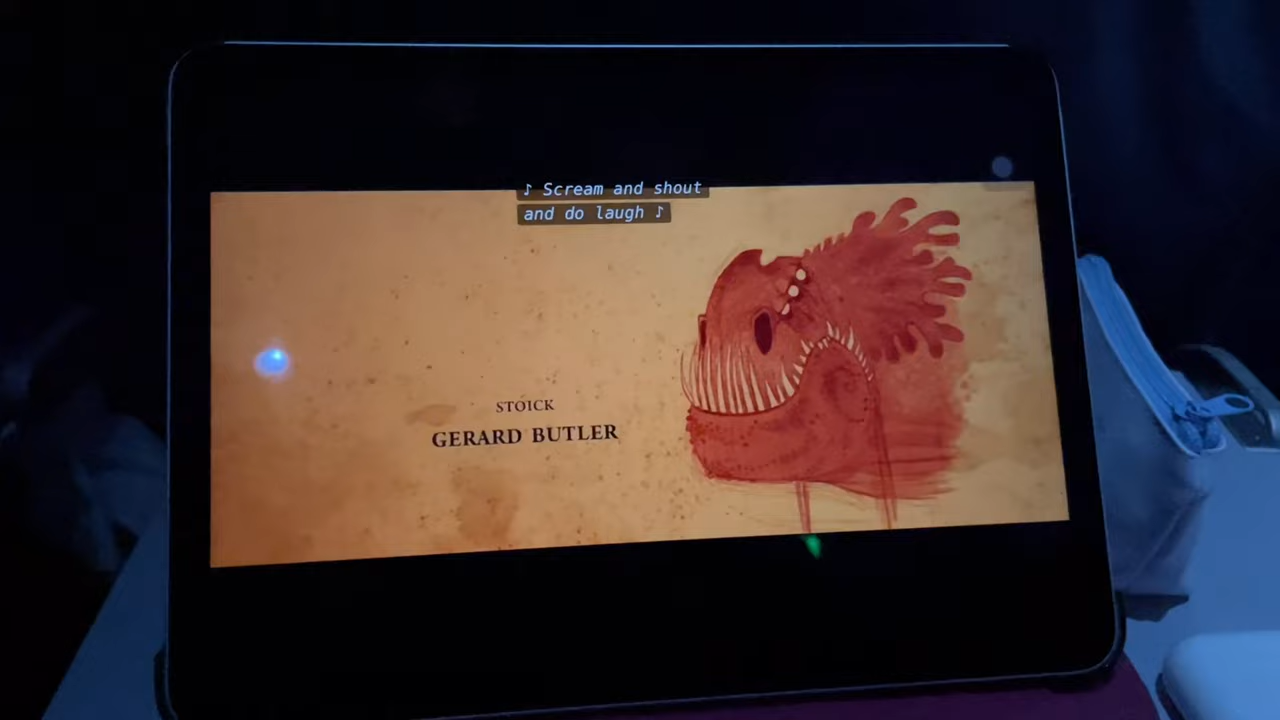 ♪ Scream and shout
and do laugh ♪
STOICK
GERARD BUTLER